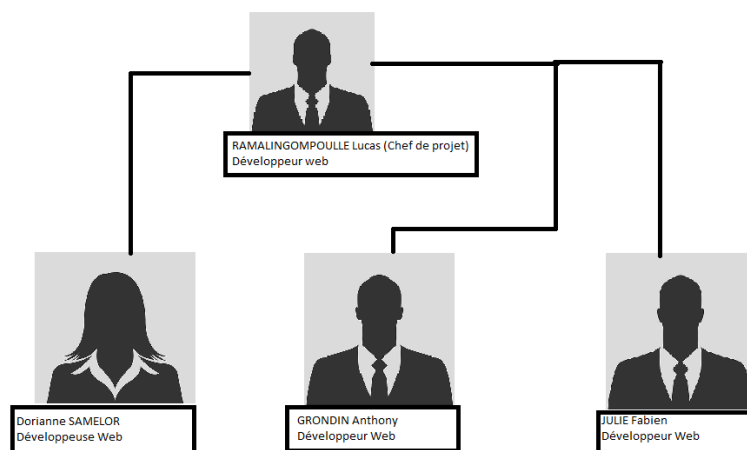 RAMALINGOMPOULLE Lucas (Chef de projet)
Développeur web
Dorianne SAMELOR
Développeuse Web
GRONDIN Anthony
Développeur Web
JULIE Fabien
Développeur Web